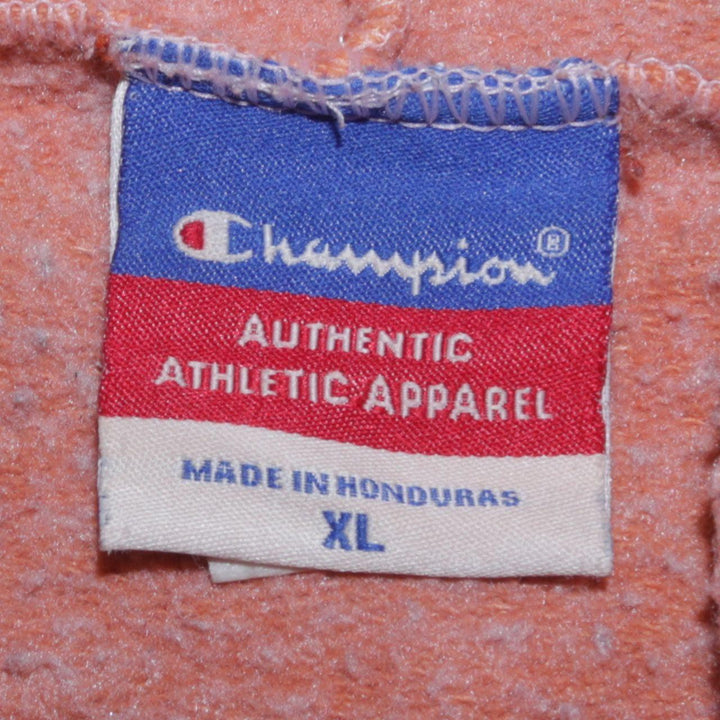 Champion®
AUTHENTIC
ATHLETIC APPAREL
MADE IN HONDURAS
XL